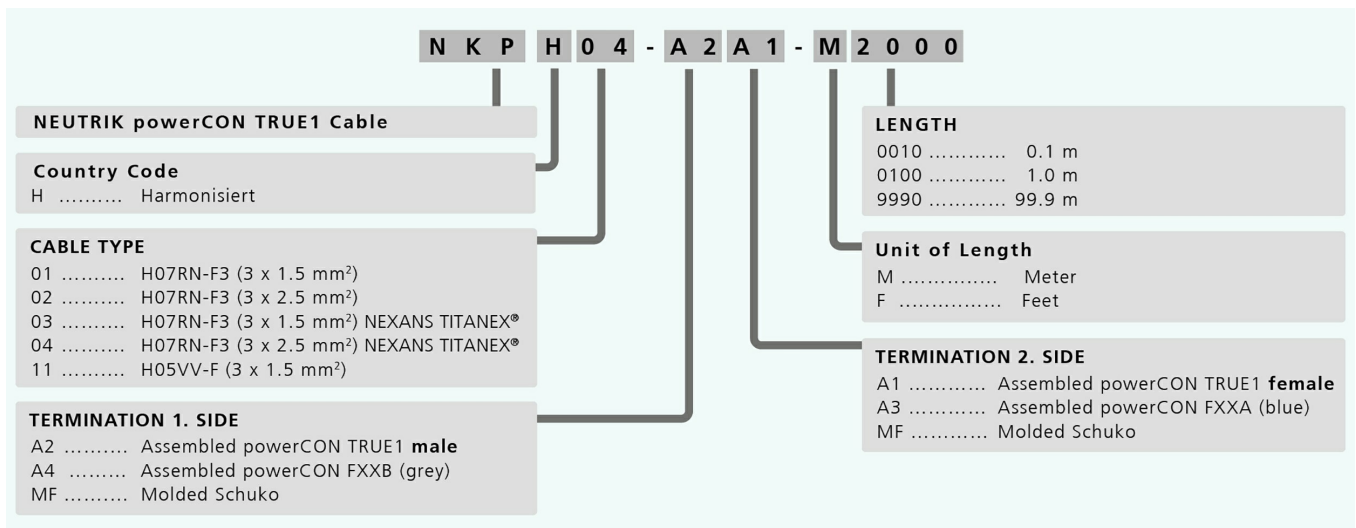 N K P H 0 4 - A 2 A 1 - M 2 0 0 0
NEUTRIK powerCON TRUE1 Cable
Country Code
H .......... Harmonisiert
CABLE TYPE
01 .......... H07RN-F3 (3 x 1.5 mm²)
02 .......... H07RN-F3 (3 x 2.5 mm²)
03 .......... H07RN-F3 (3 x 1.5 mm²) NEXANS TITANEX®
04 .......... H07RN-F3 (3 x 2.5 mm²) NEXANS TITANEX®
11 .......... H05VV-F (3 x 1.5 mm²)
TERMINATION 1. SIDE
A2 .......... Assembled powerCON TRUE1 male
A4 ......... Assembled powerCON FXXB (grey)
MF .......... Molded Schuko
LENGTH
0010 ............ 0.1 m
0100 ............ 1.0 m
9990 ............ 99.9 m
Unit of Length
M .............. Meter
F ................ Feet
TERMINATION 2. SIDE
A1 ............ Assembled powerCON TRUE1 female
A3 ............ Assembled powerCON FXXA (blue)
MF ............ Molded Schuko